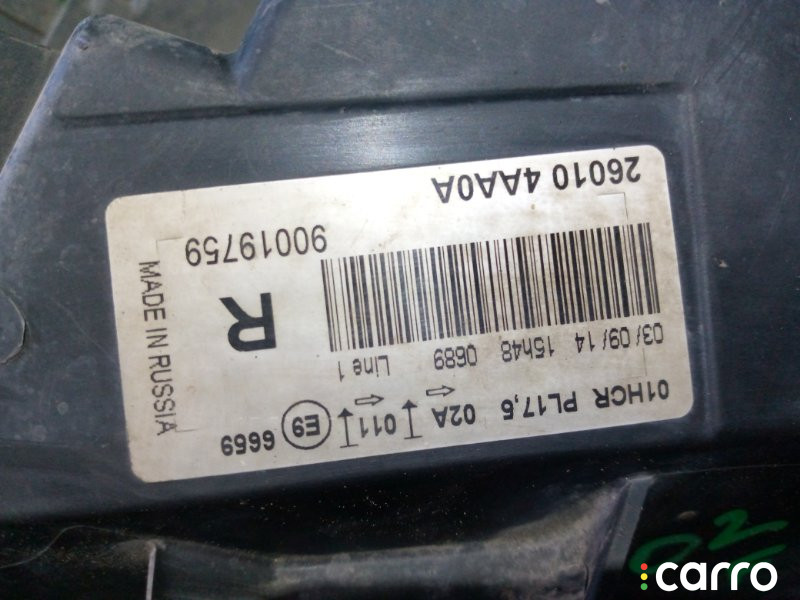 01HCR PL17,5 02A 011 E9 6659
03/09/14 15h48 0689 Line 1
R
90019759
26010 4AA0A
MADE IN RUSSIA
carro